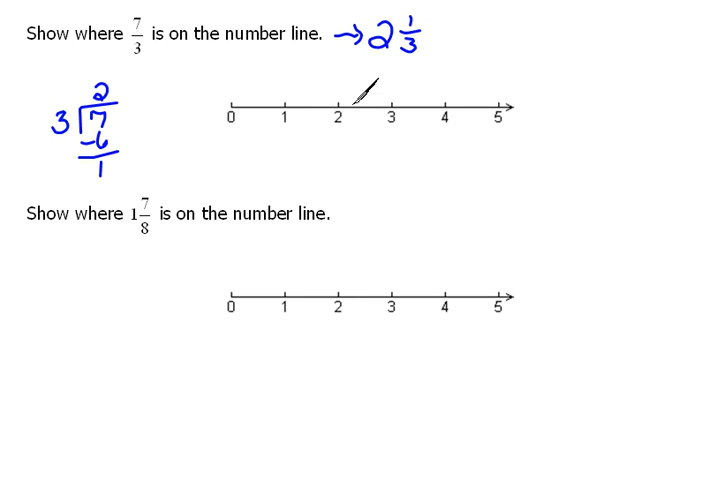 Show where 7/3 is on the number line. → 2 1/3
2
3 7
-6
1
0 1 2 3 4 5
Show where 1 7/8 is on the number line.
0 1 2 3 4 5